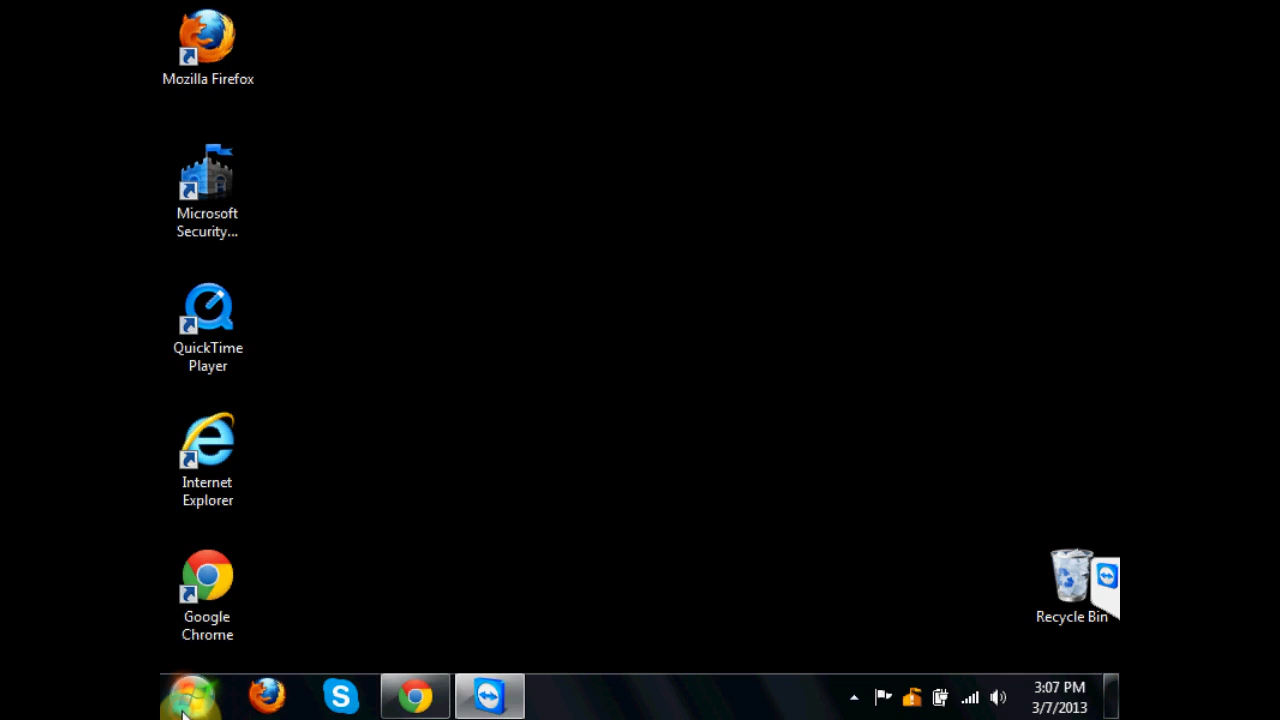 Mozilla Firefox
Microsoft
Security...
QuickTime
Player
Internet
Explorer
Google
Chrome
Recycle Bin
S
3:07 PM
3/7/2013